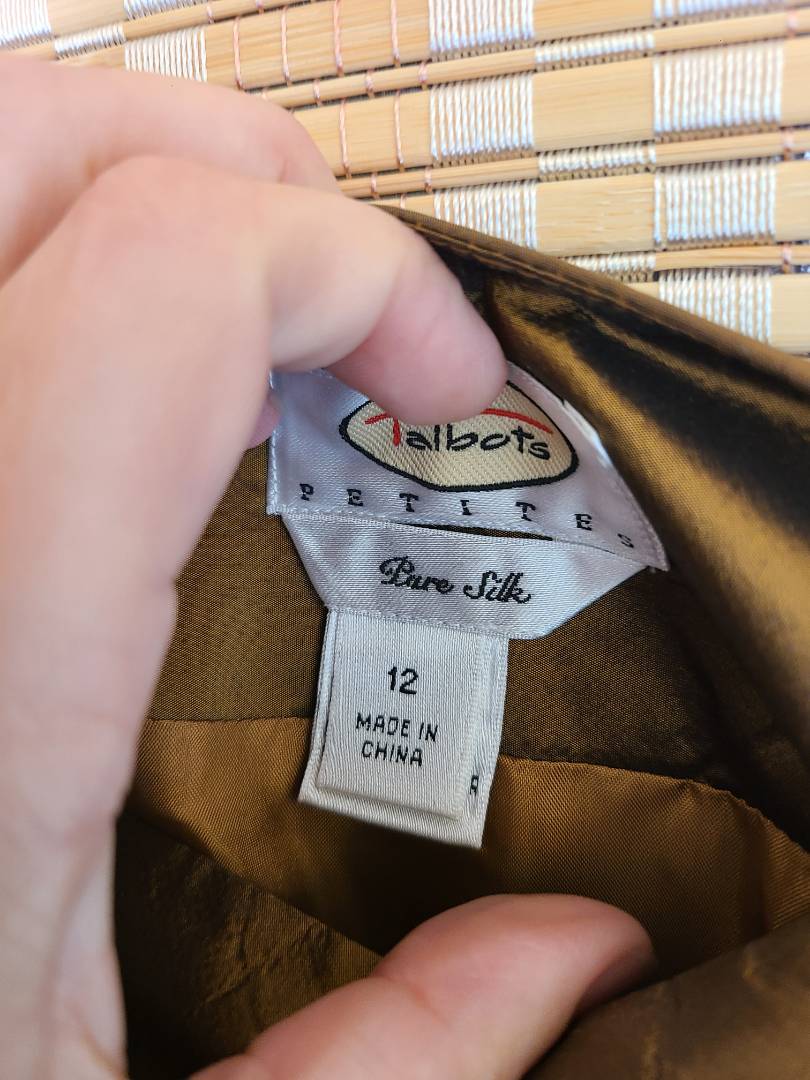 Talbots
PETITES
Pure Silk
12
MADE IN
CHINA